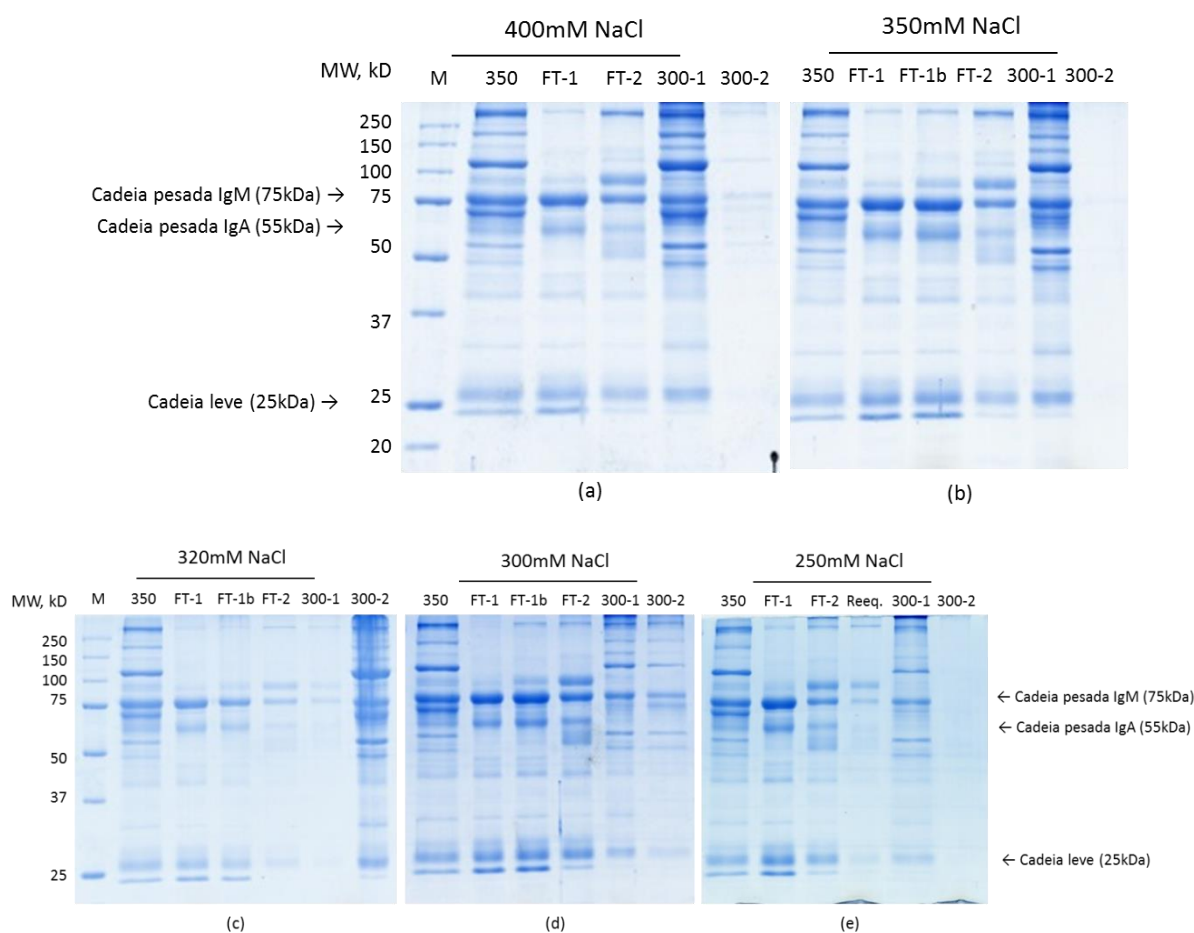 400mM NaCl
MW, kD
M 350 FT-1 FT-2 300-1 300-2
250
150
100
Cadeia pesada IgM (75kDa) → 75
Cadeia pesada IgA (55kDa) →
50
37
25
Cadeia leve (25kDa) →
20
(a)
350mM NaCl
350 FT-1 FT-1b FT-2 300-1 300-2
(b)
320mM NaCl
MW, kD M 350 FT-1 FT-1b FT-2 300-1 300-2
250
150
100
75
50
37
25
(c)
300mM NaCl
350 FT-1 FT-1b FT-2 300-1 300-2
(d)
250mM NaCl
350 FT-1 FT-2 Reeq. 300-1 300-2
← Cadeia pesada IgM (75kDa)
← Cadeia pesada IgA (55kDa)
← Cadeia leve (25kDa)
(e)